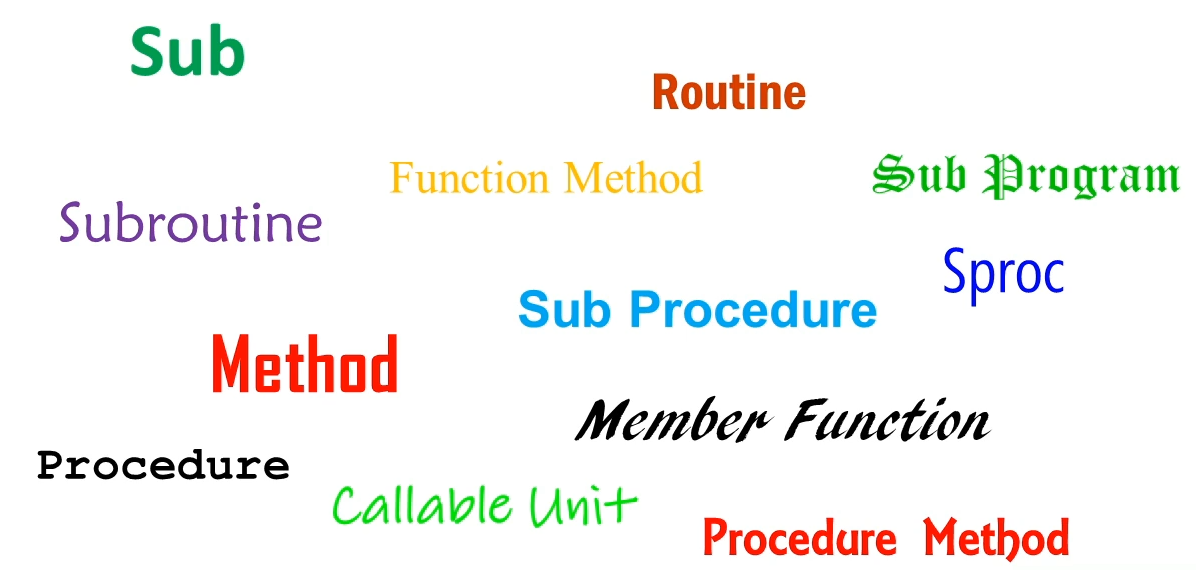 Sub
Routine
Function Method
Sub Program
Subroutine
Sproc
Sub Procedure
Method
Member Function
Procedure
Callable Unit
Procedure Method